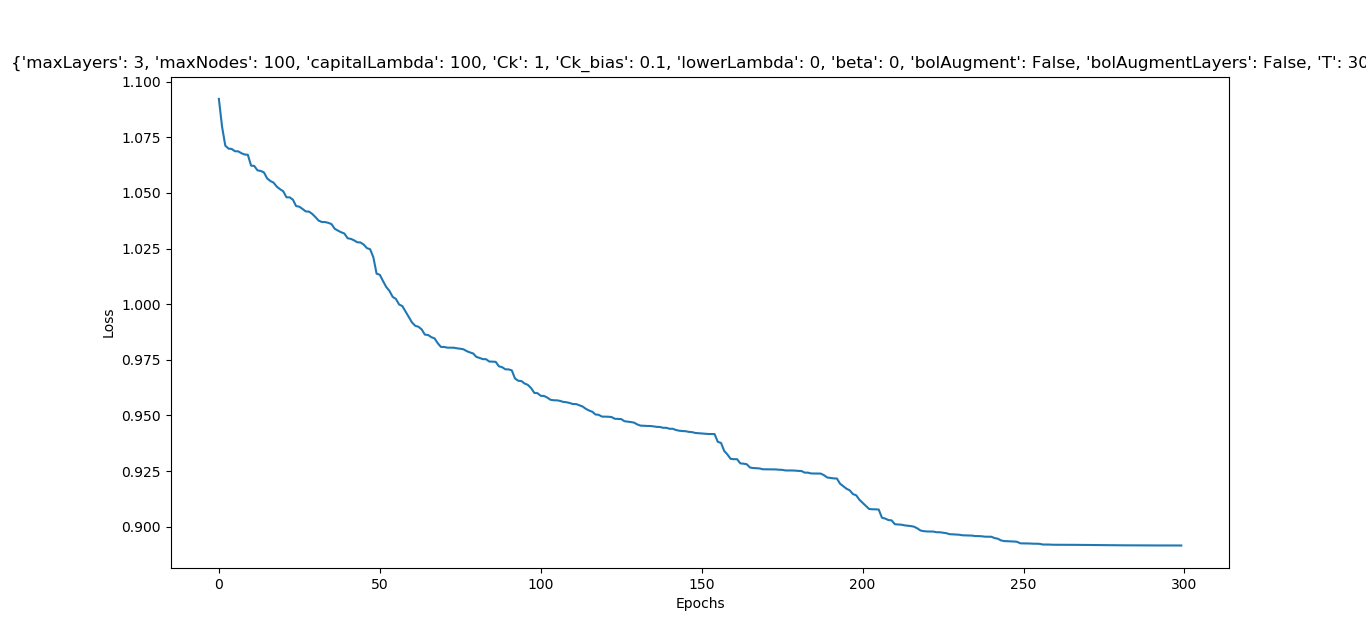 {'maxLayers': 3, 'maxNodes': 100, 'capitalLambda': 100, 'Ck': 1, 'Ck_bias': 0.1, 'lowerLambda': 0, 'beta': 0, 'bolAugment': False, 'bolAugmentLayers': False, 'T': 30
1.100
1.075
1.050
1.025
1.000
0.975
0.950
0.925
0.900
Loss
0 50 100 150 200 250 300
Epochs